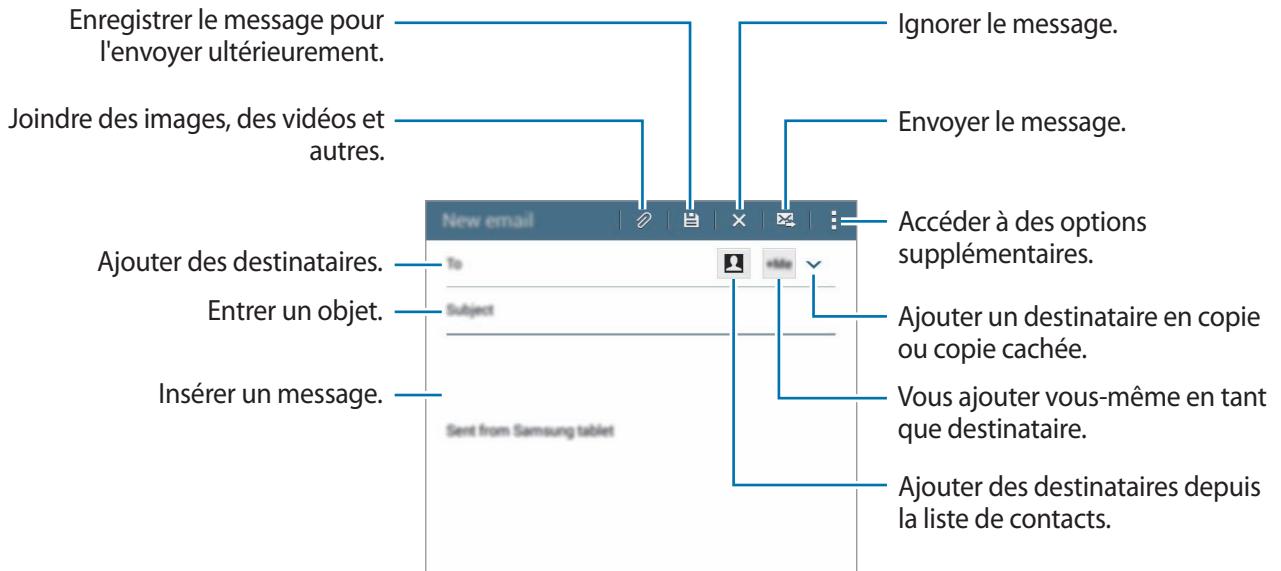 Enregistrer le message pour
l'envoyer ultérieurement.
Ignorer le message.
Joindre des images, des vidéos et
autres.
Envoyer le message.
New email
Accéder à des options
supplémentaires.
Ajouter des destinataires.
To
+Me
Entrer un objet.
Subject
Ajouter un destinataire en copie
ou copie cachée.
Insérer un message.
Vous ajouter vous-même en tant
que destinataire.
Sent from Samsung tablet
Ajouter des destinataires depuis
la liste de contacts.